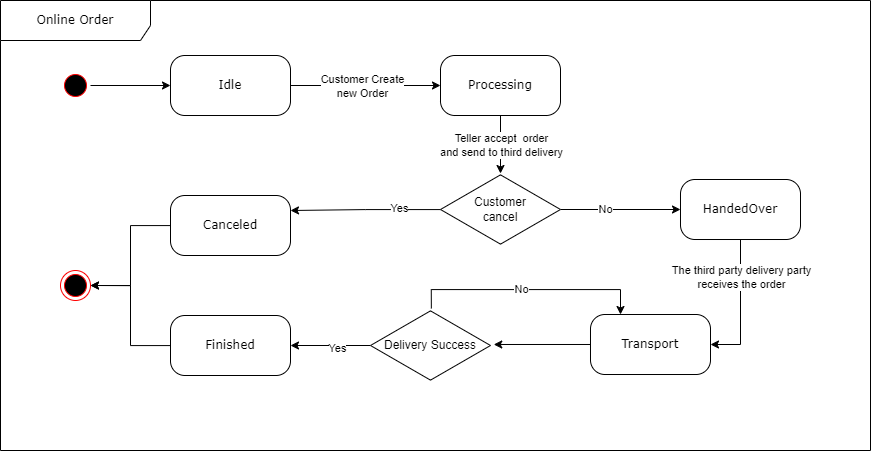 Online Order
Idle
Customer Create
new Order
Processing
Teller accept order
and send to third delivery
Customer
cancel
Yes
No
Canceled
HandedOver
The third party delivery party
receives the order
No
Finished
Yes
Delivery Success
Transport